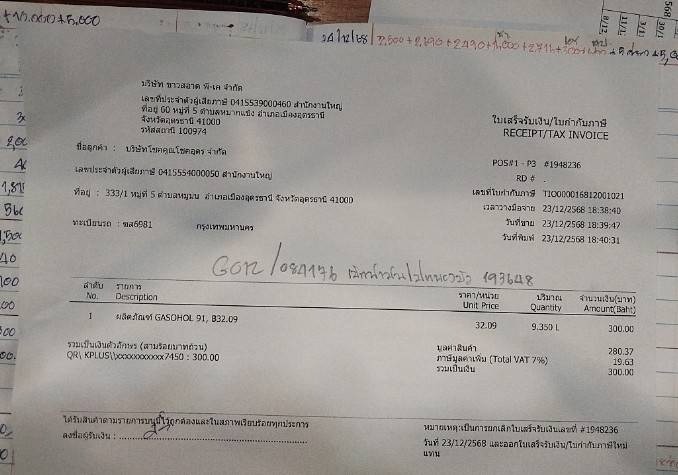 24/12/68
บริษัท ขาวสอาด พี-เค จำกัด
เลขที่ประจำตัวผู้เสียภาษี 0415539000460 สำนักงานใหญ่
ที่อยู่ 60 หมู่ที่ 5 ตำบลหมากแข้ง อำเภอเมืองอุดรธานี
จังหวัดอุดรธานี 41000
รหัสสถานี 100974
ใบเสร็จรับเงิน/ใบกำกับภาษี
RECEIPT/TAX INVOICE
ชื่อลูกค้า : บริษัทโชคคูณโชคอุดร จำกัด
POS#1 - P3 #1948236
RD #
เลขประจำตัวผู้เสียภาษี 0415554000050 สำนักงานใหญ่
เลขที่ใบกำกับภาษี TIO000016812001021
ที่อยู่ : 333/1 หมู่ที่ 5 ตำบลหมูม่น อำเภอเมืองอุดรธานี จังหวัดอุดรธานี 41000
เวลาวางมือจ่าย 23/12/2568 18:38:40
วันที่ขาย 23/12/2568 18:39:47
ทะเบียนรถ : ฆส6981 กรุงเทพมหานคร
วันที่พิมพ์ 23/12/2568 18:40:31
193648
ลำดับ รายการ ราคา/หน่วย ปริมาณ จำนวนเงิน(บาท)
No. Description Unit Price Quantity Amount(Baht)
1 ผลิตภัณฑ์ GASOHOL 91, B32.09 32.09 9.350 L 300.00
รวมเป็นเงินตัวอักษร (สามร้อยบาทถ้วน) มูลค่าสินค้า 280.37
QR\ KPLUS\\xxxxxxxxxxx7450 : 300.00 ภาษีมูลค่าเพิ่ม (Total VAT 7%) 19.63
รวมเป็นเงิน 300.00
ได้รับสินค้าตามรายการบนนี้ไว้ถูกต้องและในสภาพเรียบร้อยทุกประการ
หมายเหตุ:เป็นการยกเลิกใบเสร็จรับเงินเลขที่ #1948236
ลงชื่อผู้รับเงิน :
วันที่ 23/12/2568 และออกใบเสร็จรับเงิน/ใบกำกับภาษีใหม่
แทน